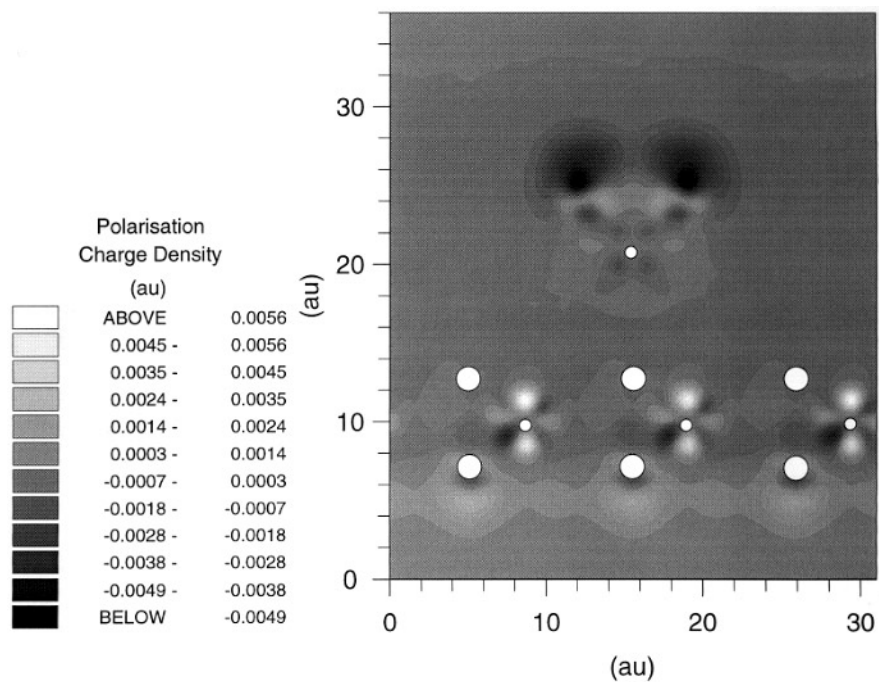 Polarisation
Charge Density
(au)
ABOVE 0.0056
0.0045 - 0.0056
0.0035 - 0.0045
0.0024 - 0.0035
0.0014 - 0.0024
0.0003 - 0.0014
-0.0007 - 0.0003
-0.0018 - -0.0007
-0.0028 - -0.0018
-0.0038 - -0.0028
-0.0049 - -0.0038
BELOW -0.0049
(au)
30
20
10
0
0 10 20 30
(au)